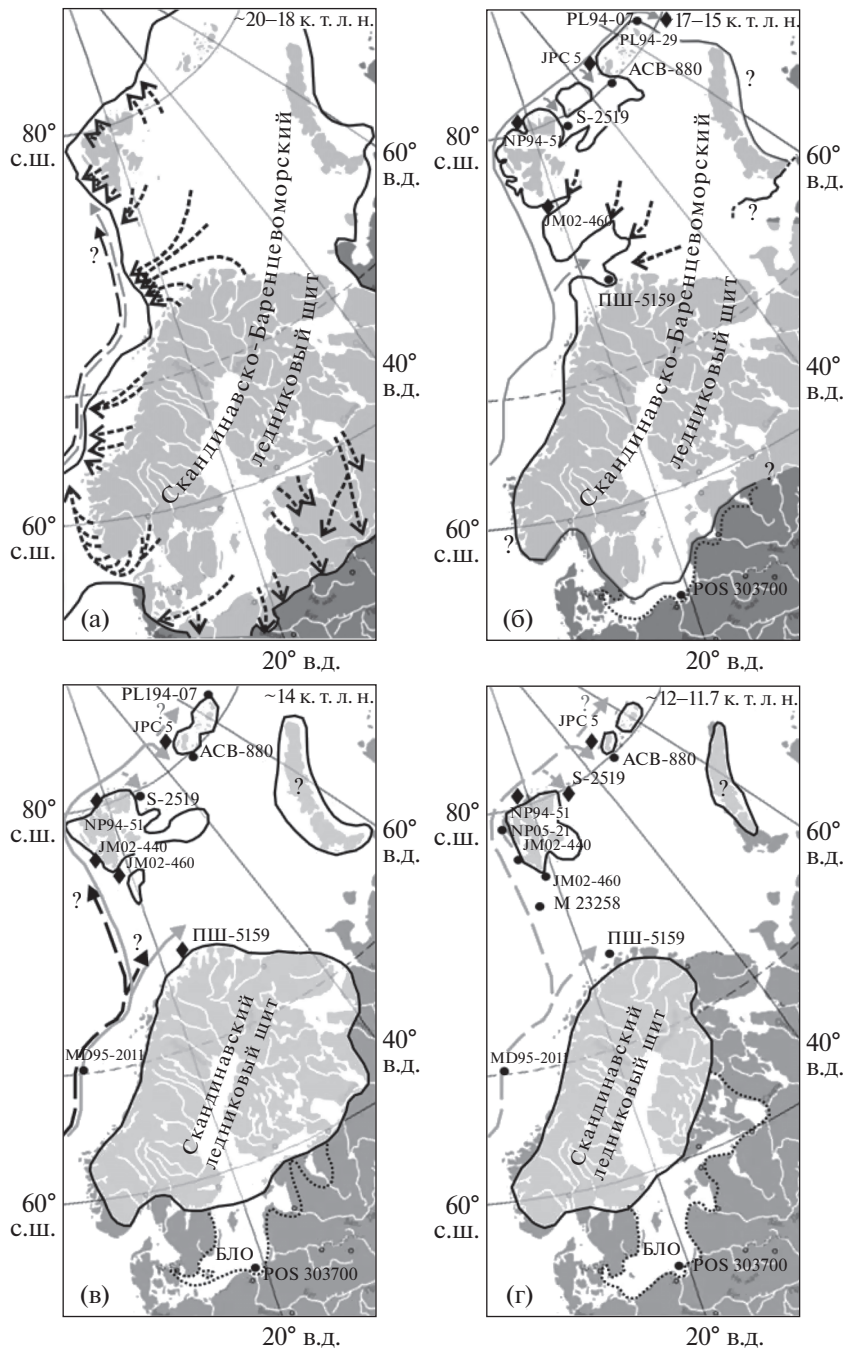 ~20–18 к. т. л. н.
80°
с.ш.
60°
в.д.
?
Скандинавско-Баренцевоморский
ледниковый щит
40°
в.д.
60°
с.ш.
(а)
20° в.д.
PL94-07
17–15 к. т. л. н.
PL94-29
JPC 5
АСВ-880
?
S-2519
NP94-51
80°
с.ш.
60°
в.д.
?
JM02-460
ПШ-5159
Скандинавско-Баренцевоморский
ледниковый щит
40°
в.д.
?
60°
с.ш.
?
POS 303700
(б)
20° в.д.
PL194-07
~14 к. т. л. н.
?
JPC 5
АСВ-880
?
S-2519
80°
с.ш.
NP94-51
60°
в.д.
JM02-440
JM02-460
?
?
ПШ-5159
Скандинавский
ледниковый щит
40°
в.д.
MD95-2011
60°
с.ш.
БЛО
POS 303700
(в)
20° в.д.
~12–11.7 к. т. л. н.
?
JPC 5
АСВ-880
?
S-2519
80°
с.ш.
NP94-51
60°
в.д.
NP05-21
JM02-440
JM02-460
М 23258
ПШ-5159
Скандинавский
ледниковый щит
40°
в.д.
MD95-2011
60°
с.ш.
БЛО
POS 303700
(г)
20° в.д.